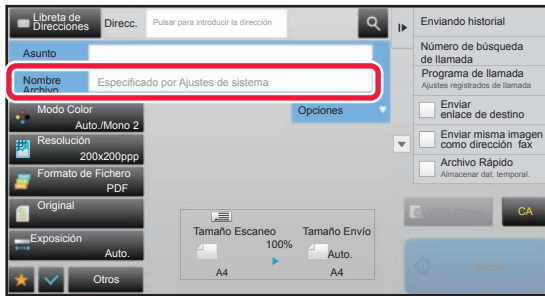 Libreta de
Direcciones
Direcc.
Pulsar para introducir la dirección
Asunto
Nombre
Archivo
Especificado por Ajustes de sistema
Modo Color
Auto./Mono 2
Resolución
200x200ppp
Formato de Fichero
PDF
Original
Exposición
Auto.
Otros
Opciones
Tamaño Escaneo
Tamaño Envío
100%
Auto.
A4
A4
Enviando historial
Número de búsqueda
de llamada
Programa de llamada
Ajustes registrados de llamada
Enviar
enlace de destino
Enviar misma imagen
como dirección fax
Archivo Rápido
Almacenar dat. temporal.
CA